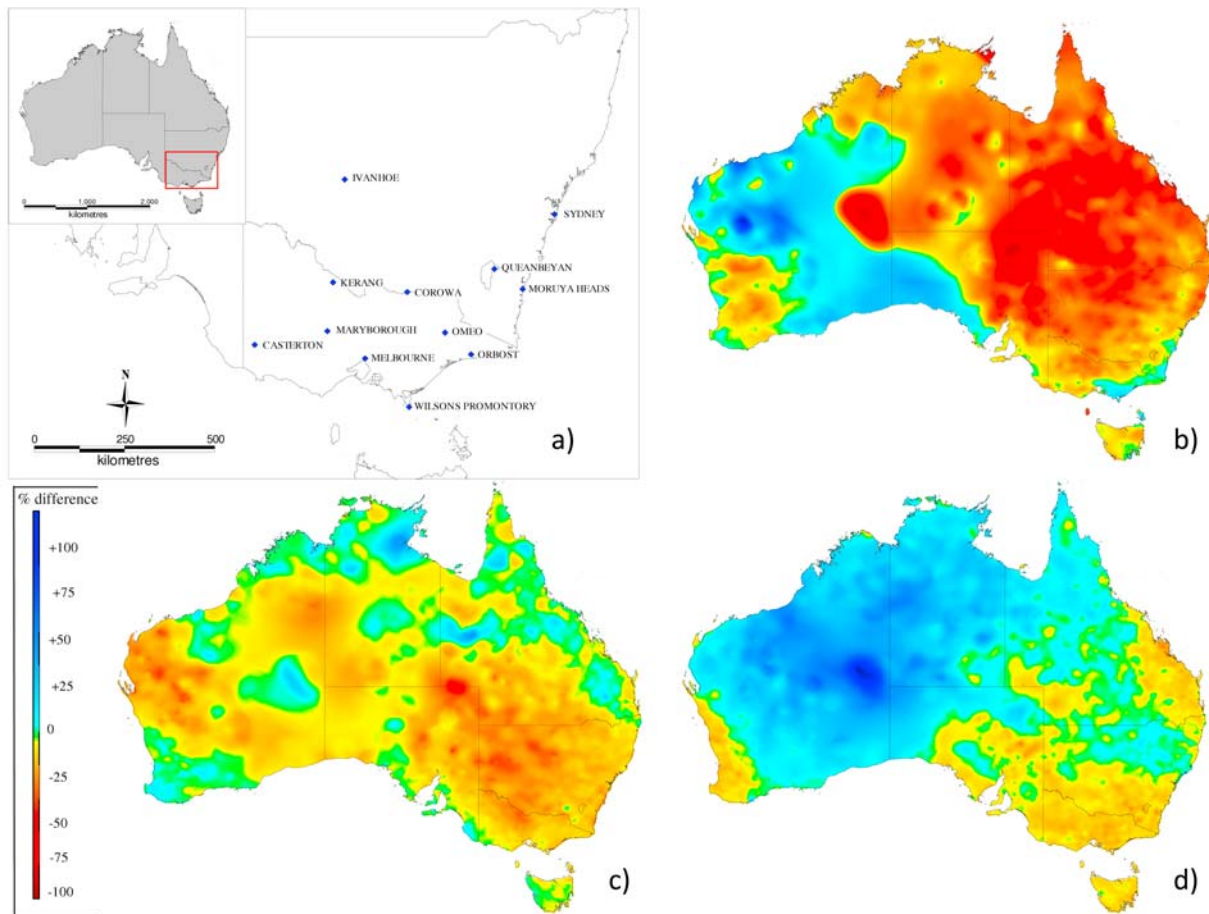 0 1,000 2,000
kilometres
IVANHOE
SYDNEY
QUEANBEYAN
KERANG
MORUYA HEADS
COROWA
MARYBOROUGH
OMEO
CASTERTON
MELBOURNE
ORBOST
N
WILSONS PROMONTORY
0 250 500
kilometres
a)
b)
% difference
+100
+75
+50
+25
0
-25
-50
-75
-100
c)
d)